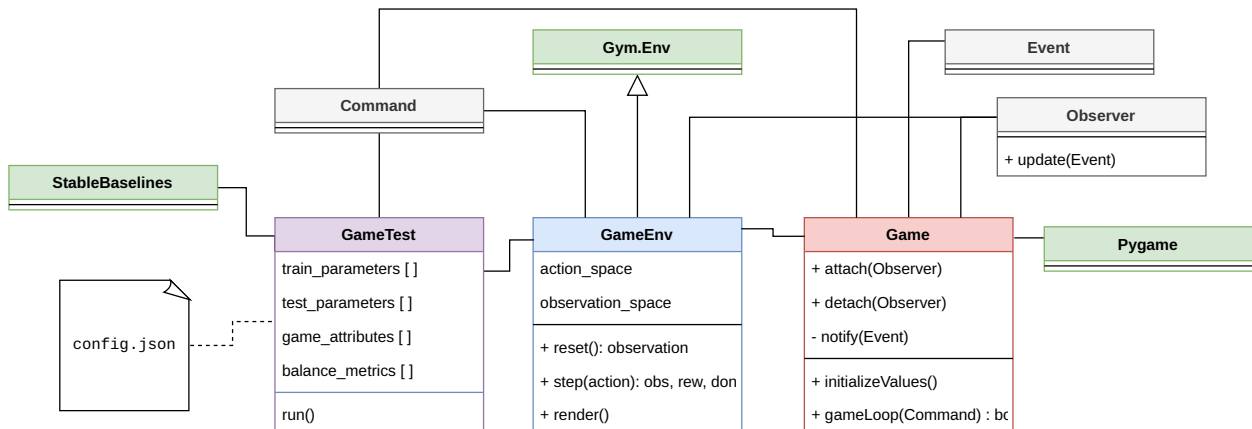 Gym.Env
Event
Command
Observer
+ update(Event)
StableBaselines
GameTest
train_parameters [ ]
test_parameters [ ]
game_attributes [ ]
balance_metrics [ ]
run()
GameEnv
action_space
observation_space
+ reset(): observation
+ step(action): obs, rew, don
+ render()
Game
+ attach(Observer)
+ detach(Observer)
- notify(Event)
+ initializeValues()
+ gameLoop(Command) : bo
Pygame
config.json